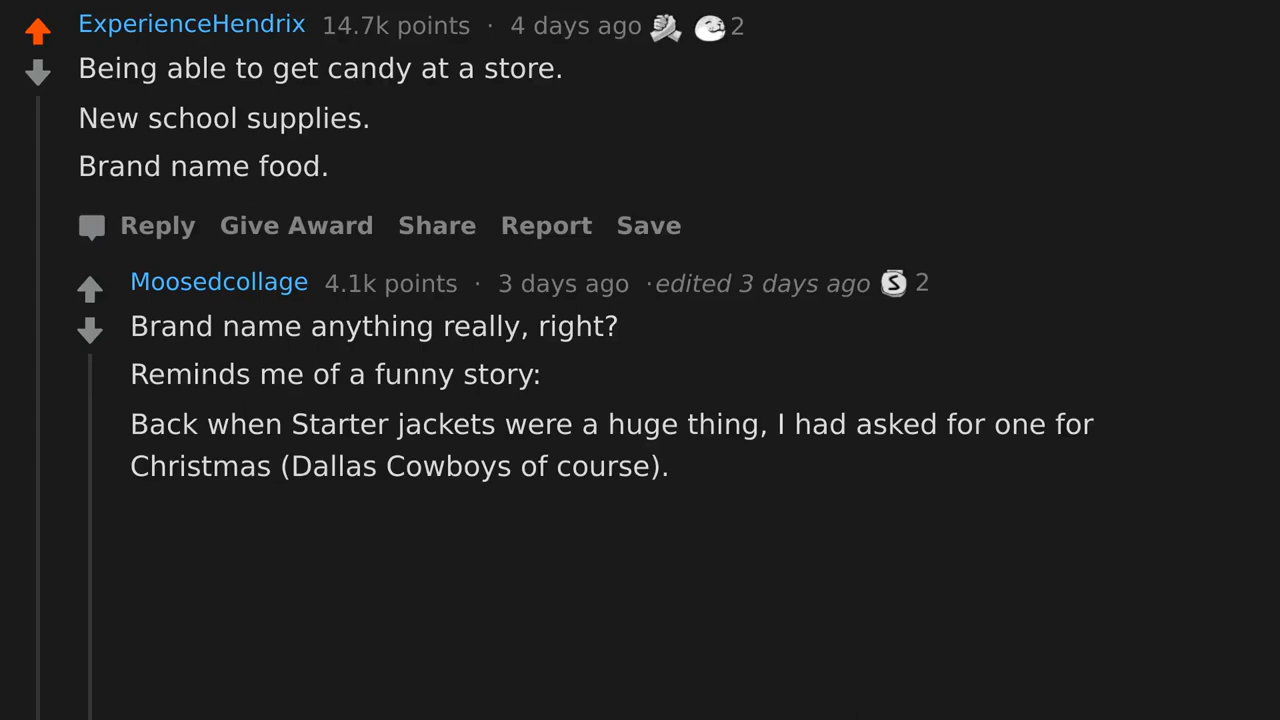 ExperienceHendrix 14.7k points · 4 days ago 2
Being able to get candy at a store.
New school supplies.
Brand name food.
Reply Give Award Share Report Save
Moosedcollage 4.1k points · 3 days ago ·edited 3 days ago S 2
Brand name anything really, right?
Reminds me of a funny story:
Back when Starter jackets were a huge thing, I had asked for one for
Christmas (Dallas Cowboys of course).